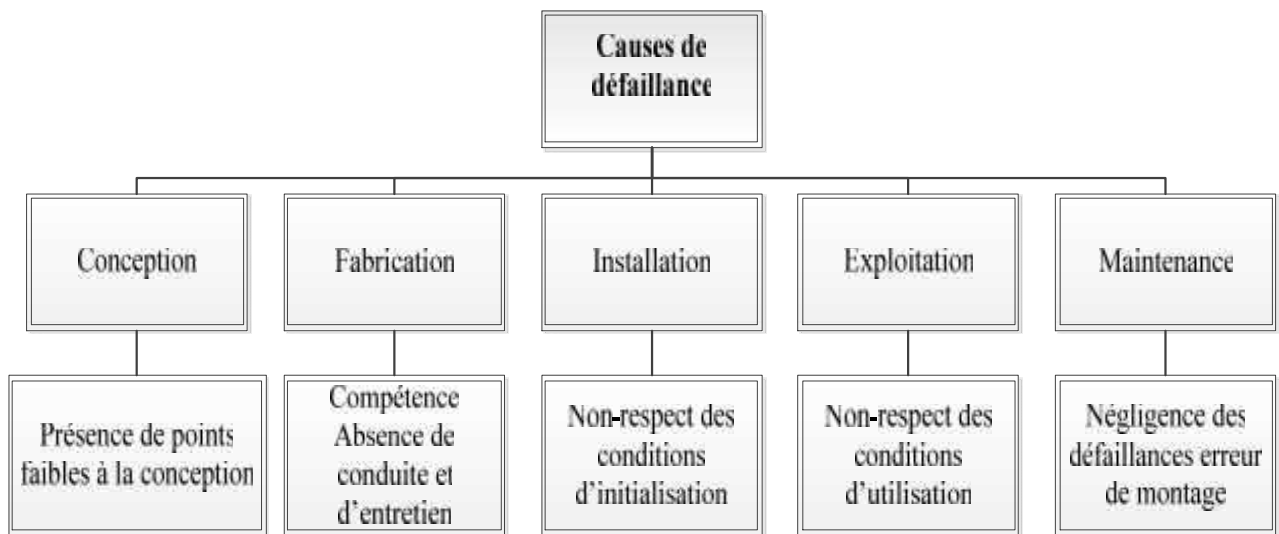 Causes de
défaillance
Conception
Fabrication
Installation
Exploitation
Maintenance
Présence de points
faibles à la conception
Compétence
Absence de
conduite et
d'entretien
Non-respect des
conditions
d'initialisation
Non-respect des
conditions
d'utilisation
Négligence des
défaillances erreur
de montage